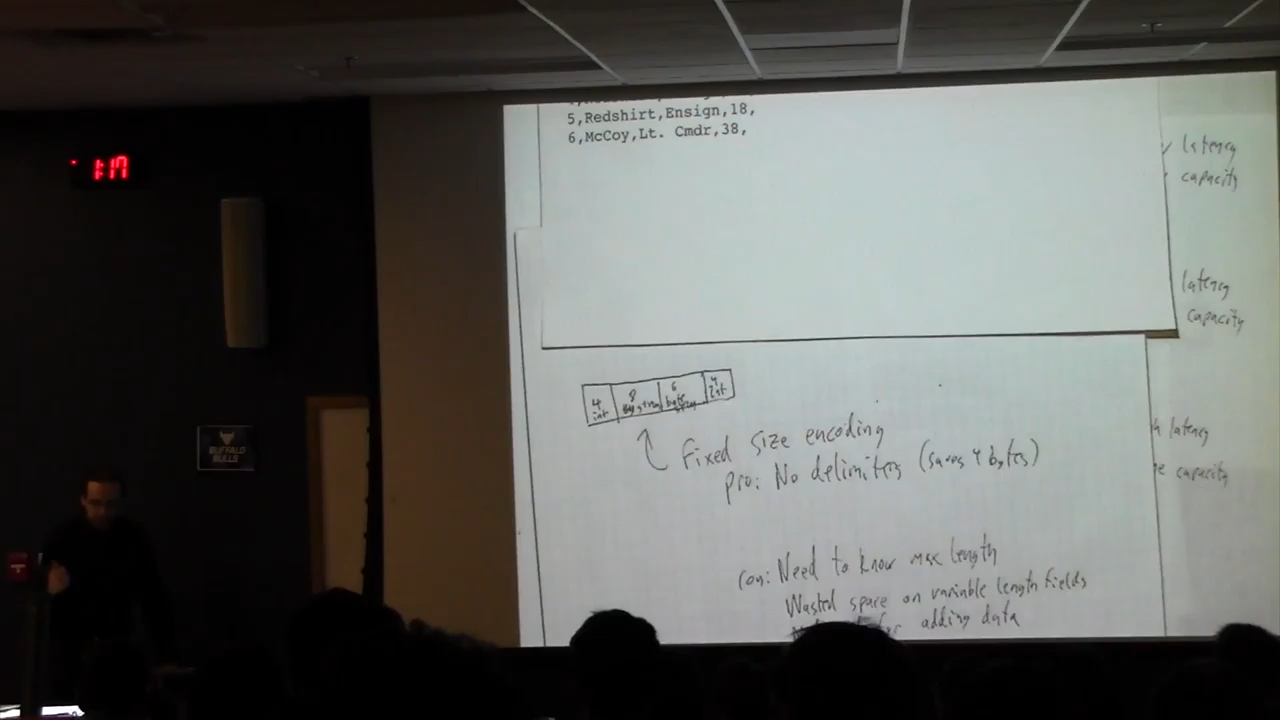 1:17
BUFFALO
BULLS
5,Redshirt,Ensign,18,
6,McCoy,Lt. Cmdr,38,
latency
capacity
latency
capacity
latency
capacity
4 int
8
6 byte
4 int
Fixed size encoding
pro: No delimiters (saves 4 bytes)
con: Need to know max length
Wasted space on variable length fields
adding data